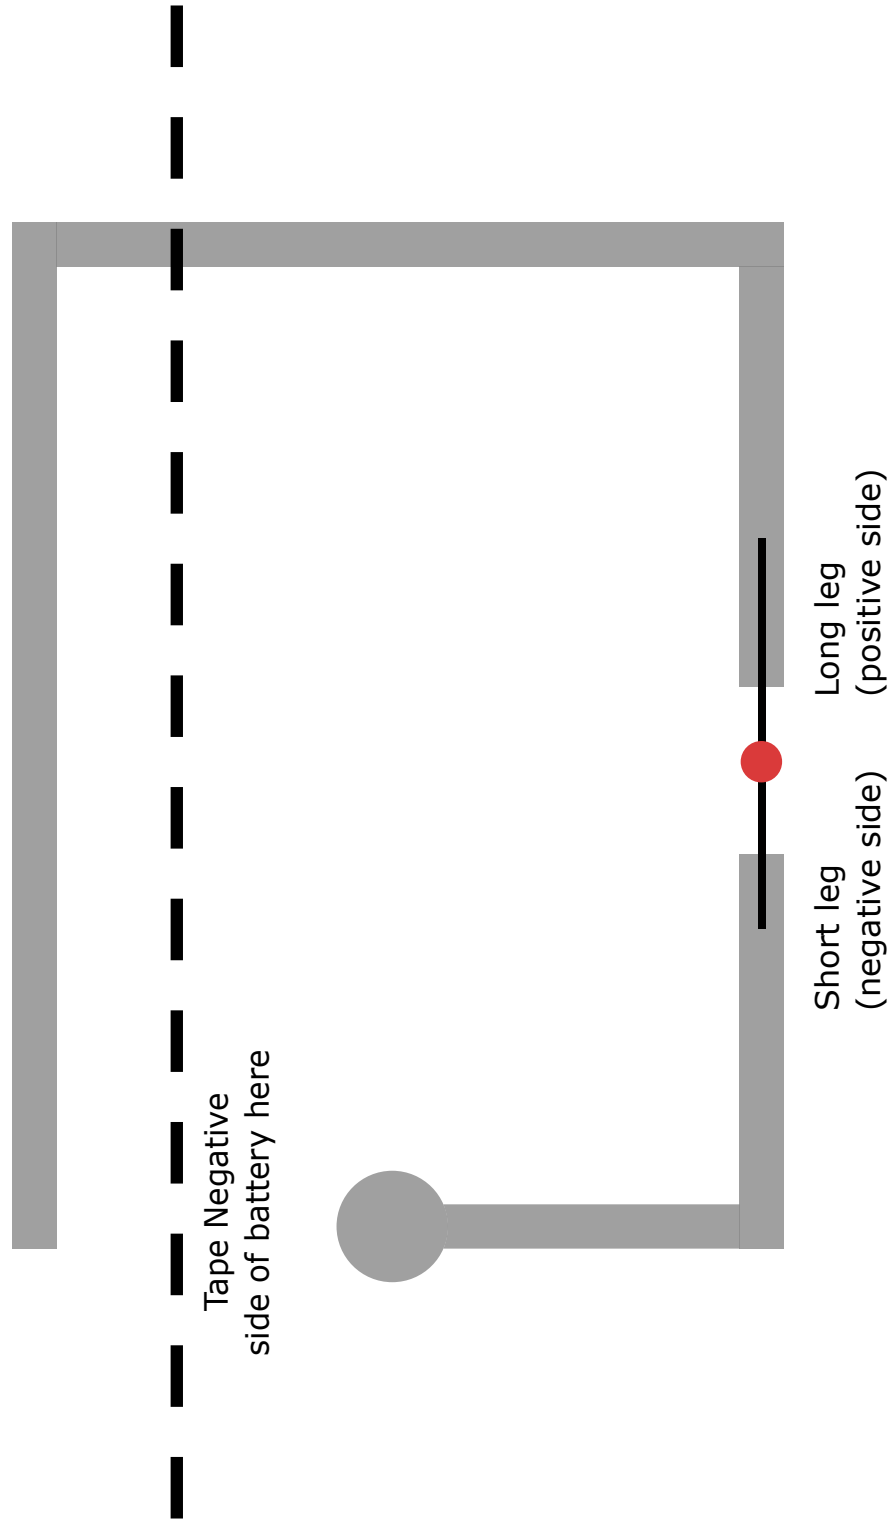 Tape Negative
side of battery here
Short leg
(negative side)
Long leg
(positive side)